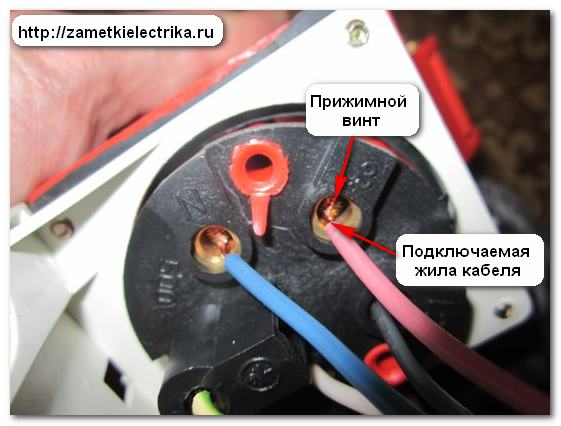 http://zametkielectrika.ru
Прижимной
винт
Подключаемая
жила кабеля
N